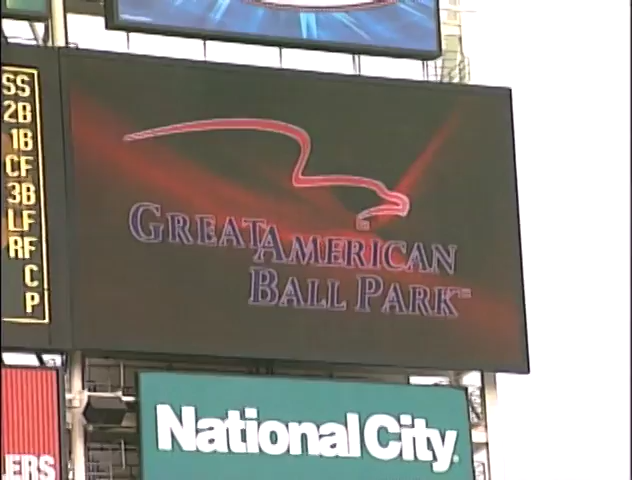 SS
2B
1B
CF
3B
LF
RF
C
P
GREAT AMERICAN
BALL PARK
ERS
National City.